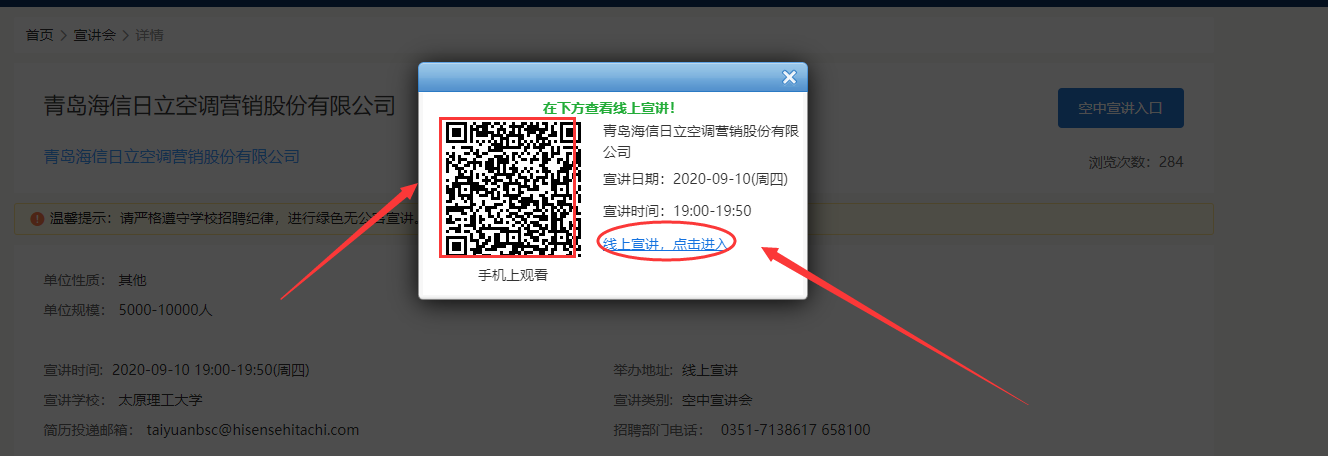 首页 > 宣讲会 > 详情
青岛海信日立空调营销股份有限公司
空中宣讲入口
青岛海信日立空调营销股份有限公司
浏览次数：284
温馨提示：请严格遵守学校招聘纪律，进行绿色无公害宣讲。
在下方查看线上宣讲！
青岛海信日立空调营销股份有限
公司
宣讲日期：2020-09-10(周四)
宣讲时间：19:00-19:50
线上宣讲，点击进入
手机上观看
单位性质： 其他
单位规模： 5000-10000人
宣讲时间: 2020-09-10 19:00-19:50(周四)
举办地址: 线上宣讲
宣讲学校: 太原理工大学
宣讲类别: 空中宣讲会
简历投递邮箱: taiyuanbsc@hisensehitachi.com
招聘部门电话: 0351-7138617 658100